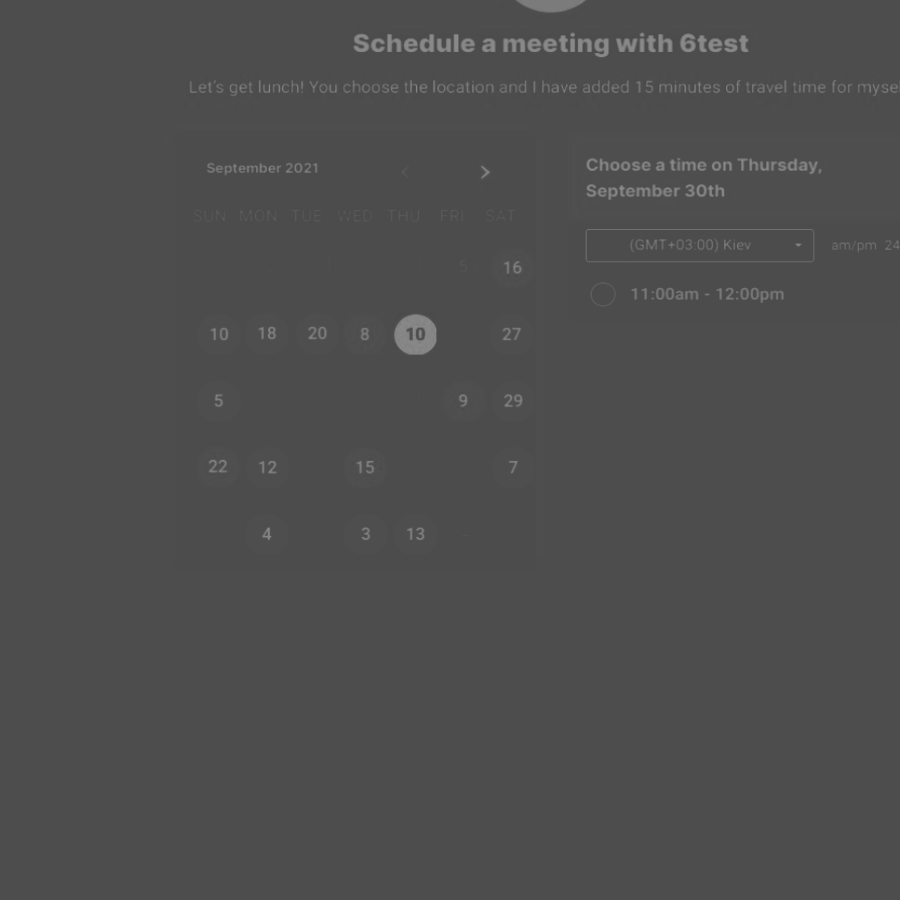 Schedule a meeting with 6test
Let's get lunch! You choose the location and I have added 15 minutes of travel time for myse
September 2021
SUN MON TUE WED THU FRI SAT
5 16
10 18 20 8 10 27
5 9 29
22 12 15 7
4 3 13
Choose a time on Thursday,
September 30th
(GMT+03:00) Kiev am/pm 24
11:00am - 12:00pm